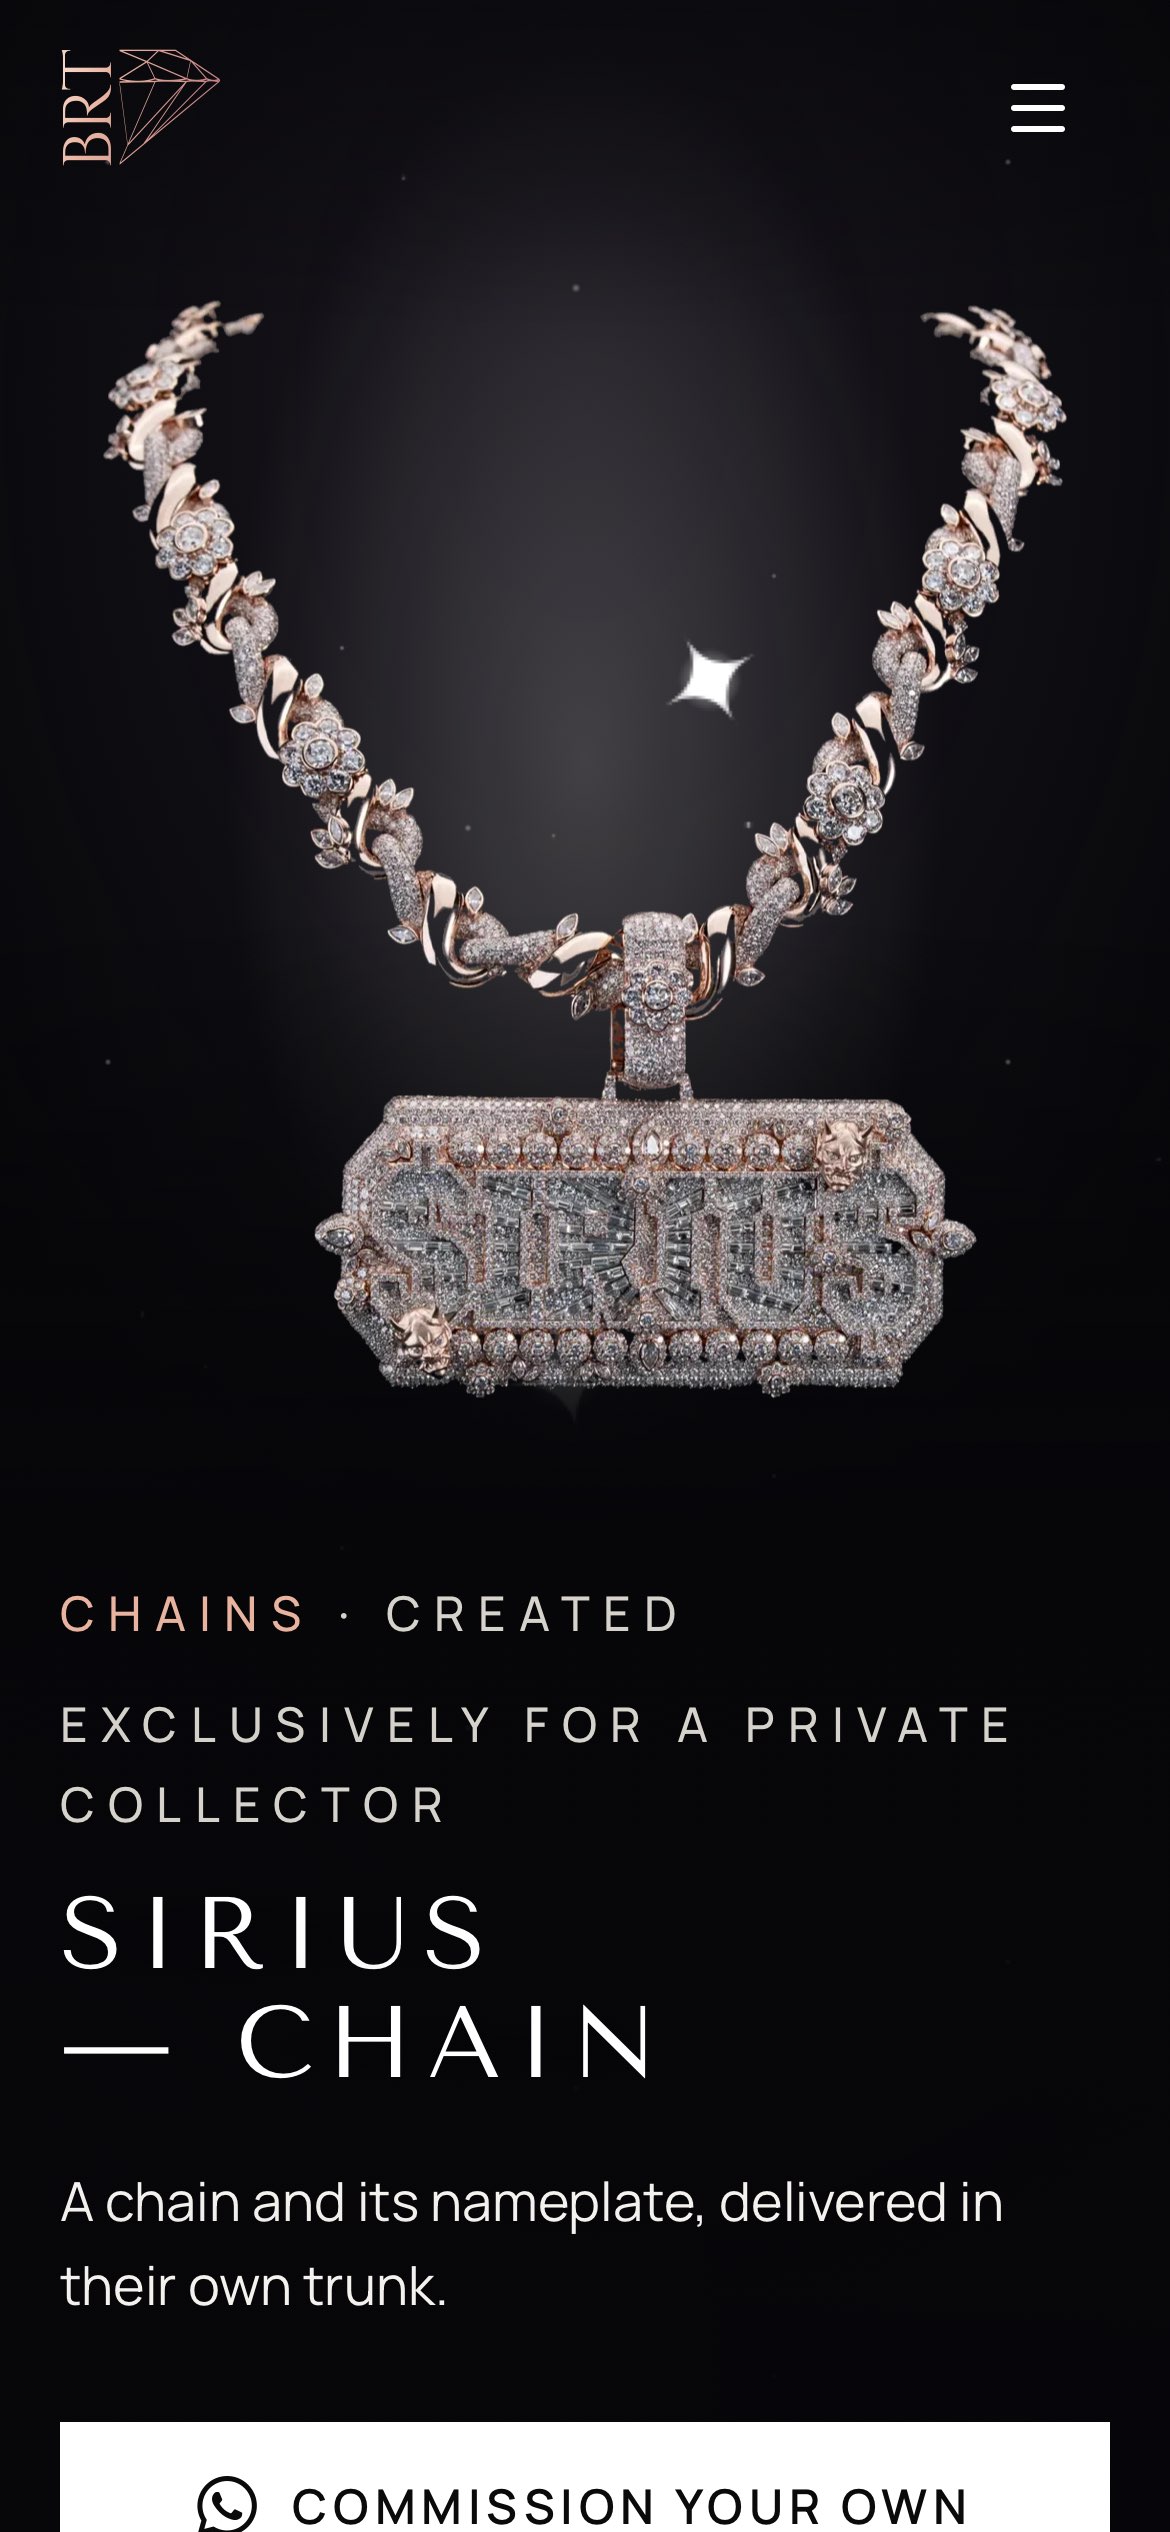 BRT
SIRIUS
CHAINS · CREATED
EXCLUSIVELY FOR A PRIVATE
COLLECTOR
SIRIUS
— CHAIN
A chain and its nameplate, delivered in
their own trunk.
COMMISSION YOUR OWN